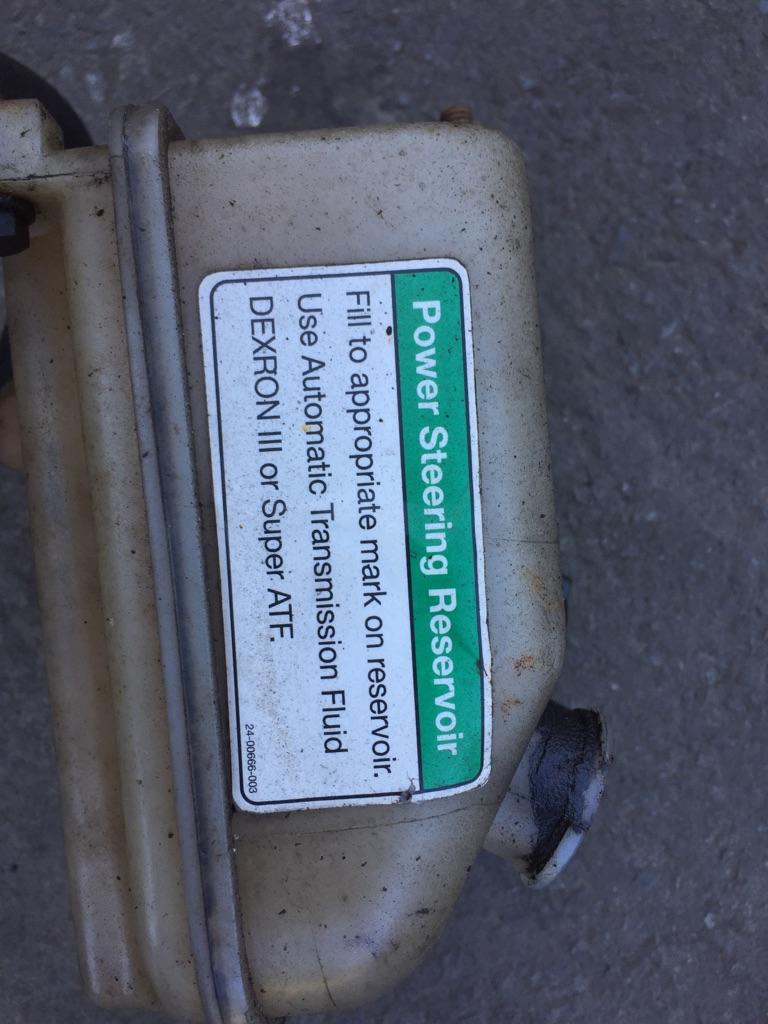 Power Steering Reservoir
Fill to appropriate mark on reservoir.
Use Automatic Transmission Fluid
DEXRON III or Super ATF.
24-00666-003